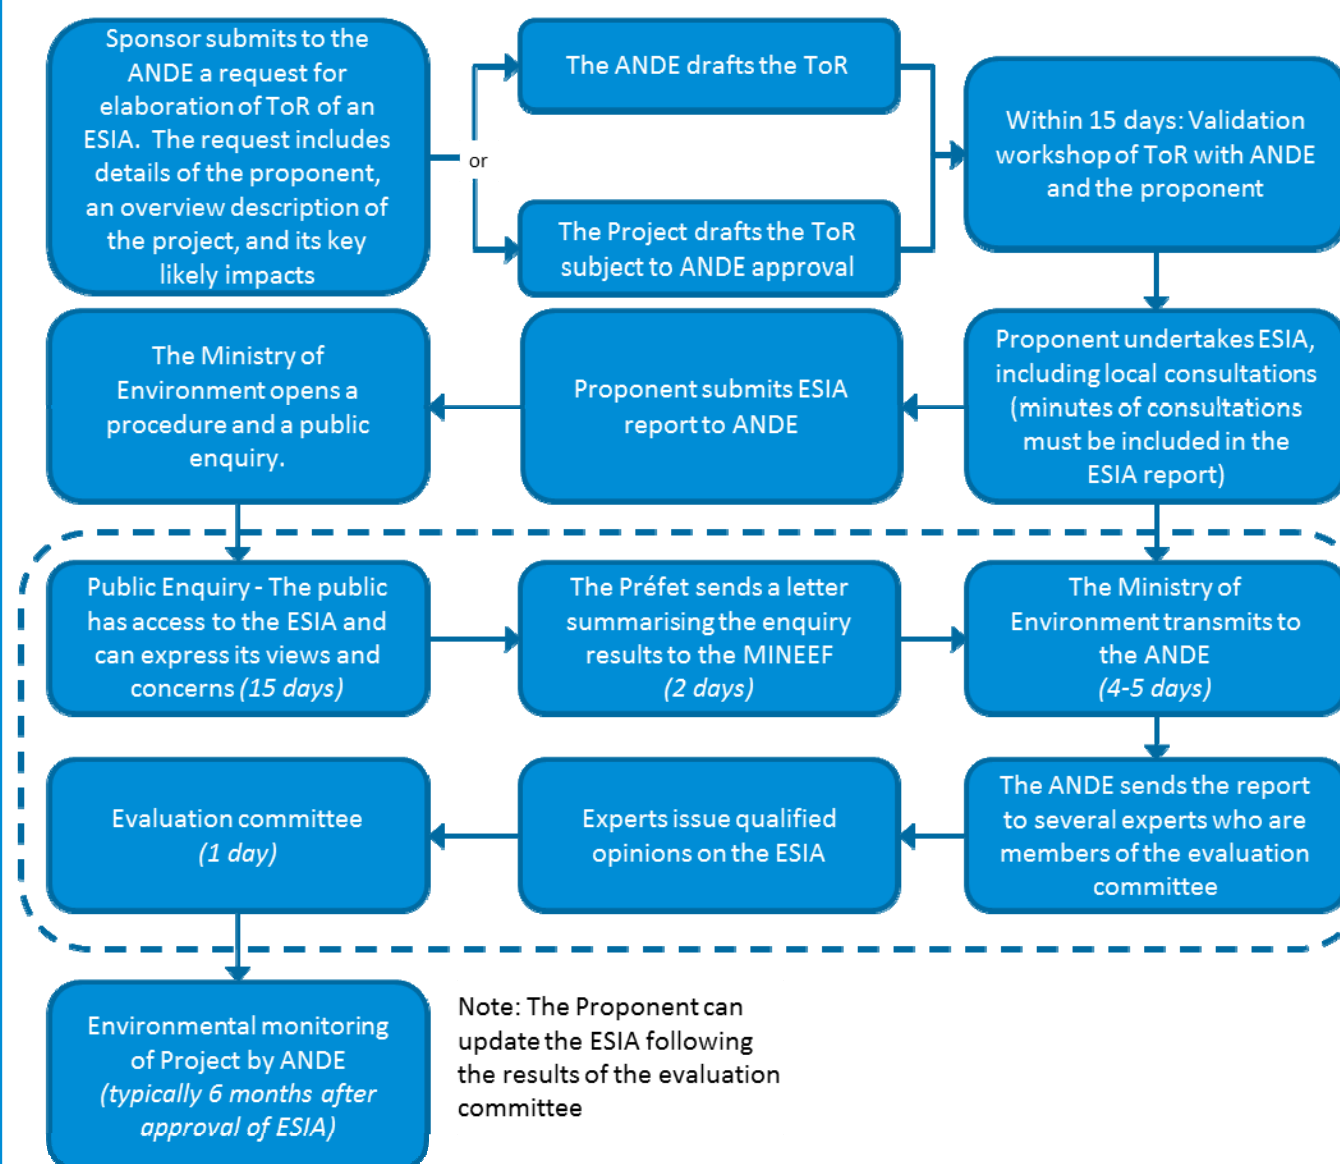 Sponsor submits to the
ANDE a request for
elaboration of ToR of an
ESIA. The request includes
details of the proponent,
an overview description of
the project, and its key
likely impacts
or
The ANDE drafts the ToR
The Project drafts the ToR
subject to ANDE approval
Within 15 days: Validation
workshop of ToR with ANDE
and the proponent
Proponent undertakes ESIA,
including local consultations
(minutes of consultations
must be included in the
ESIA report)
Proponent submits ESIA
report to ANDE
The Ministry of
Environment opens a
procedure and a public
enquiry.
Public Enquiry - The public
has access to the ESIA and
can express its views and
concerns (15 days)
The Préfet sends a letter
summarising the enquiry
results to the MINEEF
(2 days)
The Ministry of
Environment transmits to
the ANDE
(4-5 days)
The ANDE sends the report
to several experts who are
members of the evaluation
committee
Experts issue qualified
opinions on the ESIA
Evaluation committee
(1 day)
Environmental monitoring
of Project by ANDE
(typically 6 months after
approval of ESIA)
Note: The Proponent can
update the ESIA following
the results of the evaluation
committee